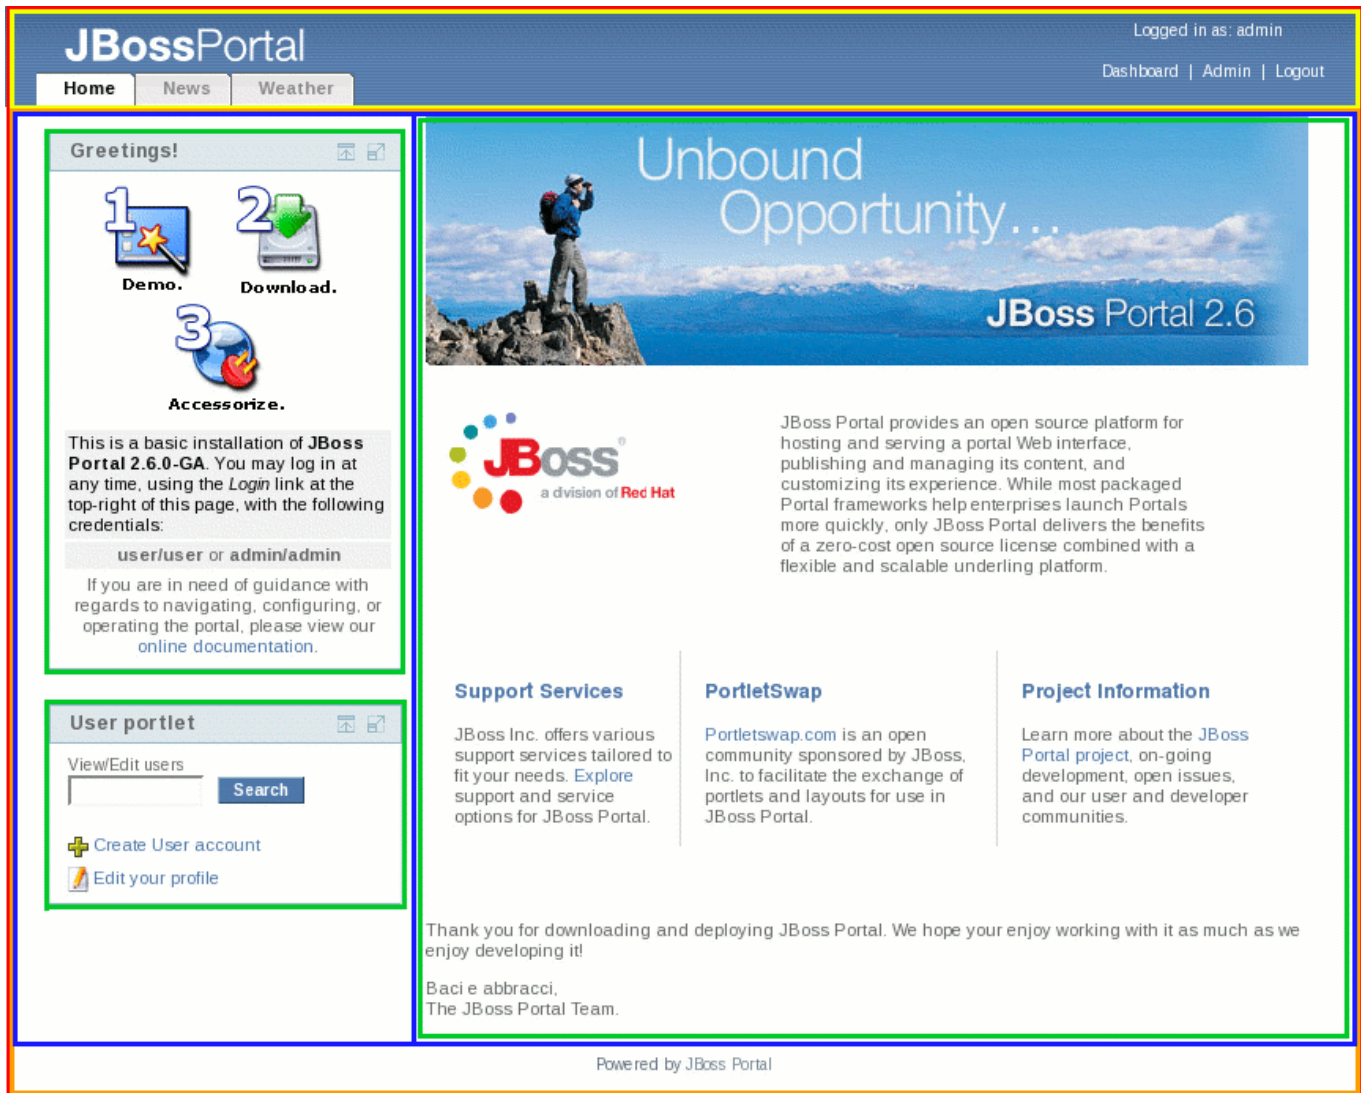 JBossPortal
Logged in as: admin
Dashboard | Admin | Logout
Home
News
Weather
Greetings!
1
Demo.
2
Download.
3
Accessorize.
This is a basic installation of JBoss
Portal 2.6.0-GA. You may log in at
any time, using the Login link at the
top-right of this page, with the following
credentials:
user/user or admin/admin
If you are in need of guidance with
regards to navigating, configuring, or
operating the portal, please view our
online documentation.
User portlet
View/Edit users
Search
Create User account
Edit your profile
Unbound
Opportunity...
JBoss Portal 2.6
JBoss®
a division of Red Hat
JBoss Portal provides an open source platform for
hosting and serving a portal Web interface,
publishing and managing its content, and
customizing its experience. While most packaged
Portal frameworks help enterprises launch Portals
more quickly, only JBoss Portal delivers the benefits
of a zero-cost open source license combined with a
flexible and scalable underling platform.
Support Services
JBoss Inc. offers various
support services tailored to
fit your needs. Explore
support and service
options for JBoss Portal.
PortletSwap
Portletswap.com is an open
community sponsored by JBoss,
Inc. to facilitate the exchange of
portlets and layouts for use in
JBoss Portal.
Project Information
Learn more about the JBoss
Portal project, on-going
development, open issues,
and our user and developer
communities.
Thank you for downloading and deploying JBoss Portal. We hope your enjoy working with it as much as we
enjoy developing it!
Baci e abbracci,
The JBoss Portal Team.
Powered by JBoss Portal